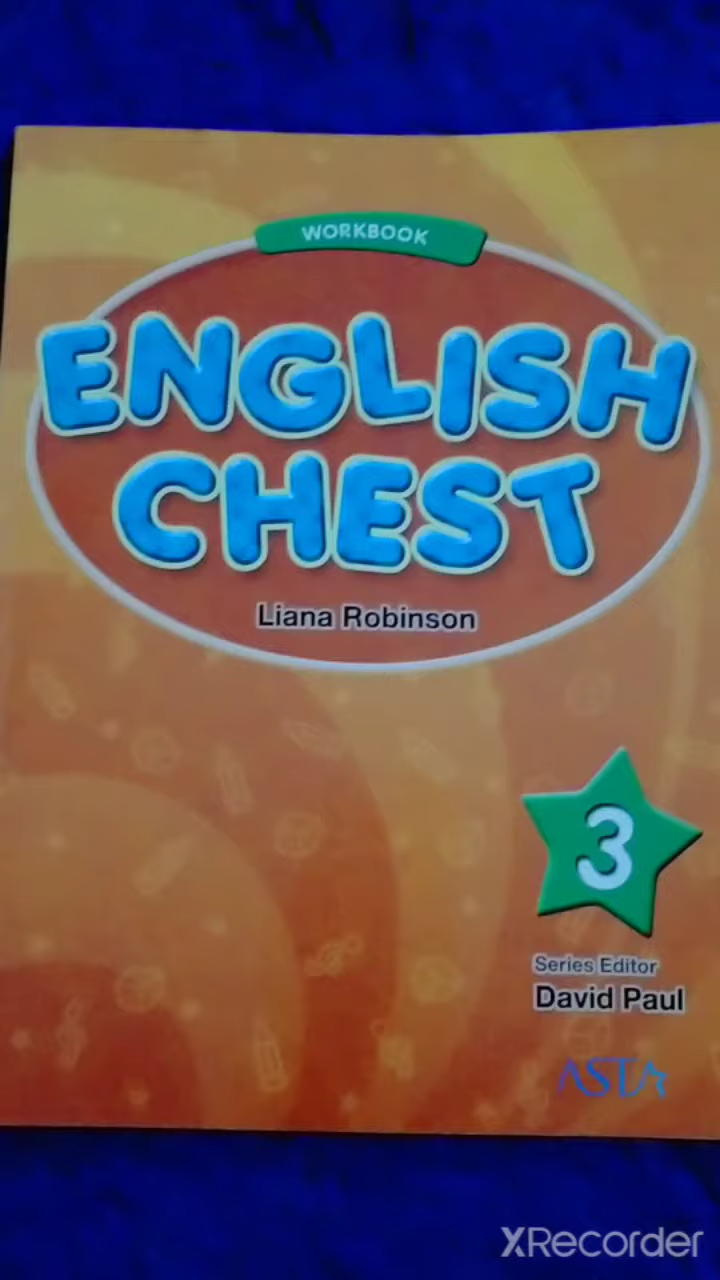 WORKBOOK
ENGLISH
CHEST
Liana Robinson
3
Series Editor
David Paul
ASTA
XRecorder